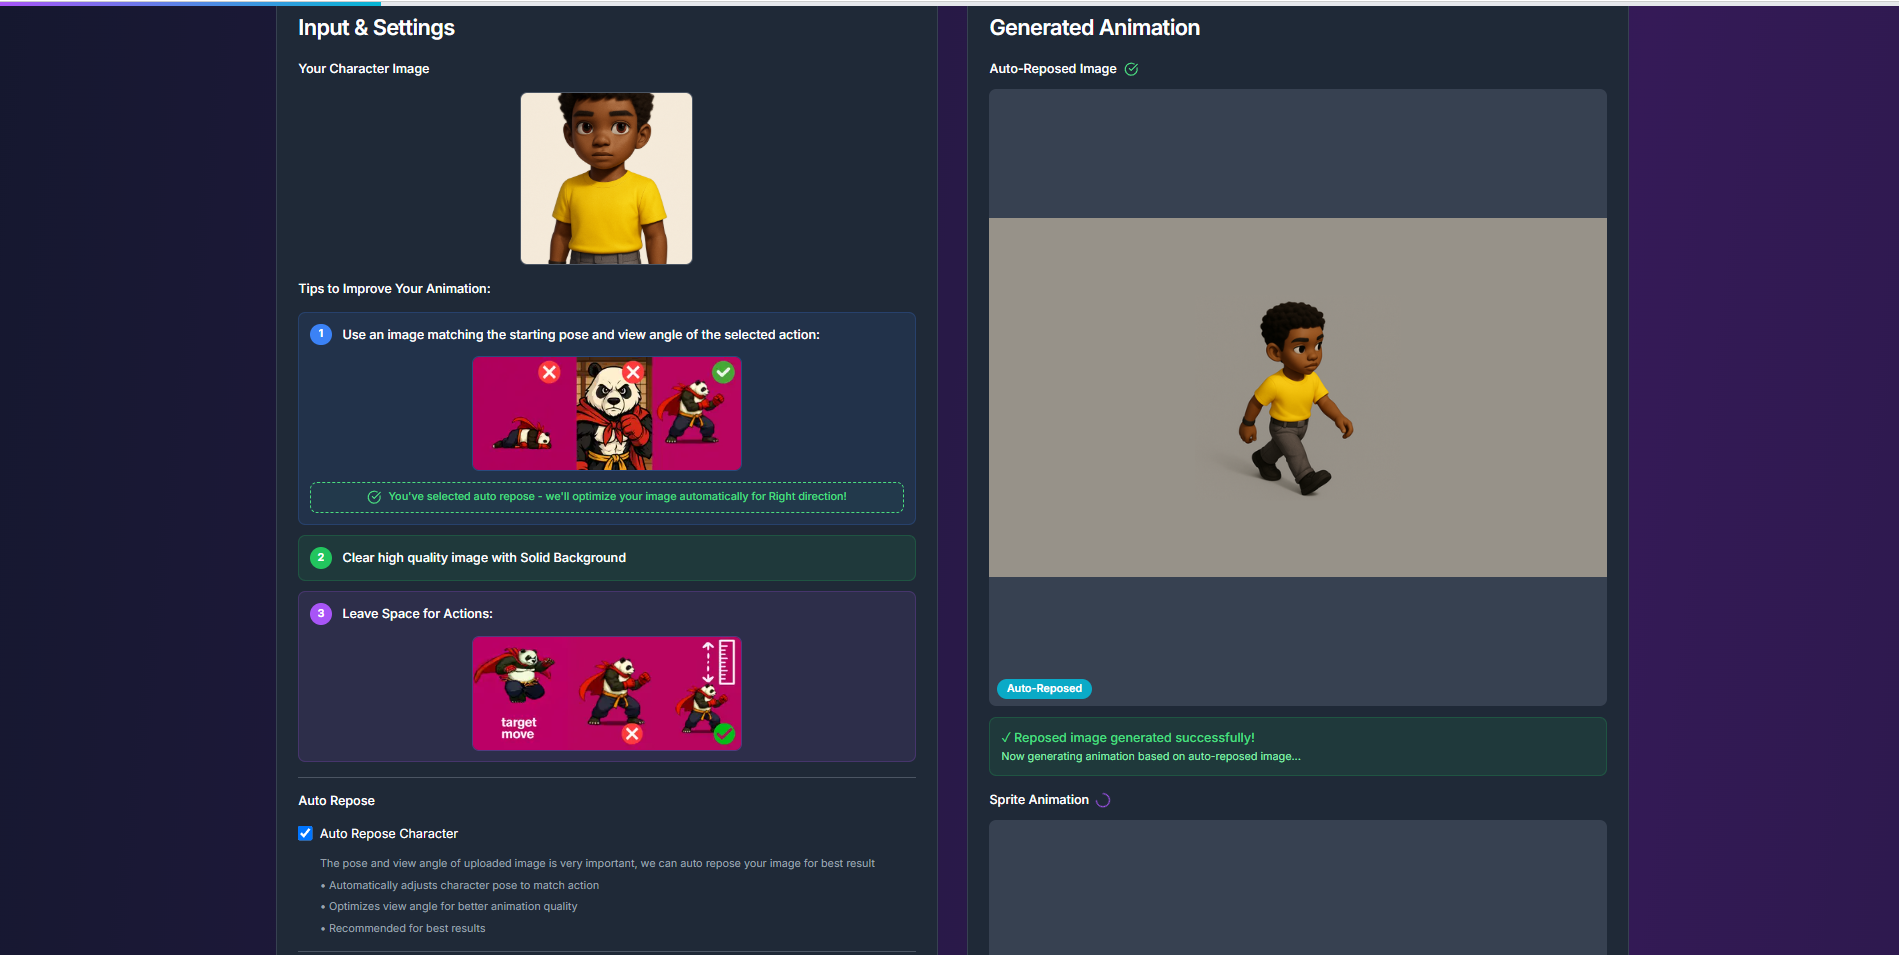 Input & Settings
Your Character Image
Tips to Improve Your Animation:
1
Use an image matching the starting pose and view angle of the selected action:
You've selected auto repose - we'll optimize your image automatically for Right direction!
2
Clear high quality image with Solid Background
3
Leave Space for Actions:
target
move
Auto Repose
Auto Repose Character
The pose and view angle of uploaded image is very important, we can auto repose your image for best result
• Automatically adjusts character pose to match action
• Optimizes view angle for better animation quality
• Recommended for best results
Generated Animation
Auto-Reposed Image
Auto-Reposed
✓ Reposed image generated successfully!
Now generating animation based on auto-reposed image...
Sprite Animation